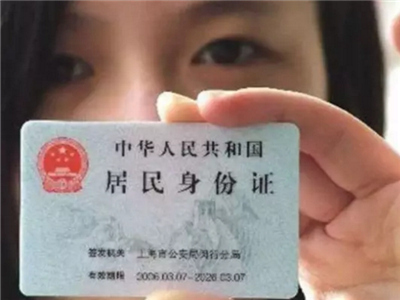 中华人民共和国
居民身份证
签发机关 上海市公安局闵行分局
有效期限 2006.03.07-2026.03.07